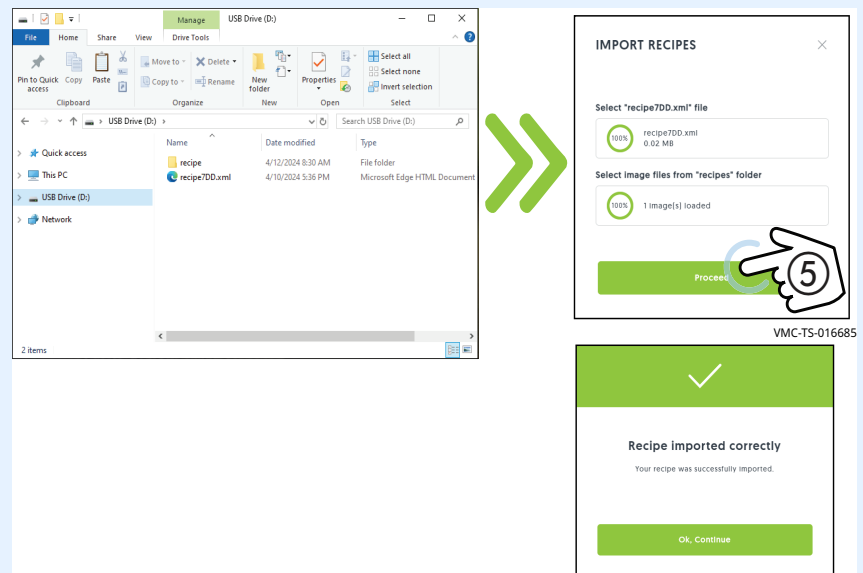 Manage
USB Drive (D:)
File
Home
Share
View
Drive Tools
Pin to Quick access
Copy
Paste
Move to
Copy to
Delete
Rename
New folder
Properties
Select all
Select none
Invert selection
Clipboard
Organize
New
Open
Select
USB Drive (D:)
Search USB Drive (D:)
Name
Date modified
Type
Quick access
This PC
USB Drive (D:)
Network
recipe
4/12/2024 8:30 AM
File folder
recipe7DD.xml
4/10/2024 5:36 PM
Microsoft Edge HTML Document
2 items
IMPORT RECIPES
Select "recipe7DD.xml" file
100%
recipe7DD.xml
0.02 MB
Select image files from "recipes" folder
100%
1 image(s) loaded
Proceed
5
VMC-TS-016685
Recipe imported correctly
Your recipe was successfully imported.
Ok, Continue